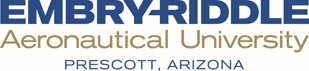 EMBRY-RIDDLE
Aeronautical University
PRESCOTT, ARIZONA